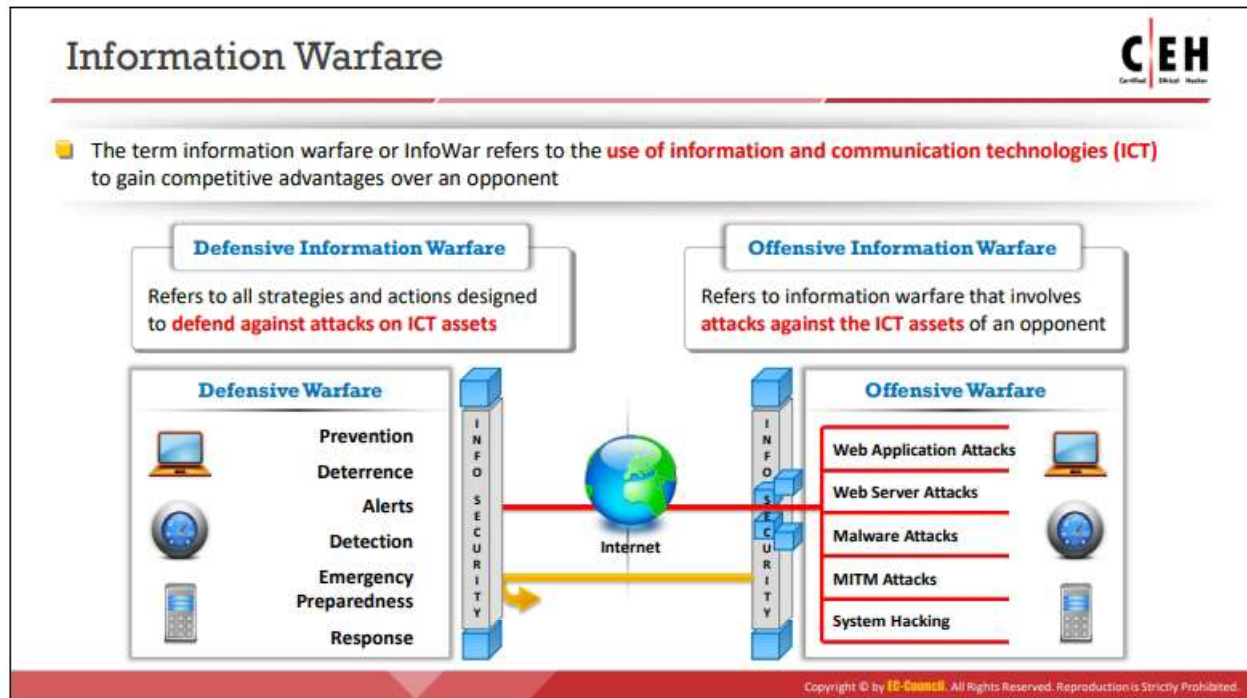 Information Warfare
C|EH
Certified Ethical Hacker
The term information warfare or InfoWar refers to the use of information and communication technologies (ICT)
to gain competitive advantages over an opponent
Defensive Information Warfare
Refers to all strategies and actions designed
to defend against attacks on ICT assets
Offensive Information Warfare
Refers to information warfare that involves
attacks against the ICT assets of an opponent
Defensive Warfare
Prevention
Deterrence
Alerts
Detection
Emergency
Preparedness
Response
INFO SECURITY
Internet
INFO SECURITY
Offensive Warfare
Web Application Attacks
Web Server Attacks
Malware Attacks
MITM Attacks
System Hacking
Copyright © by EC-Council. All Rights Reserved. Reproduction is Strictly Prohibited.